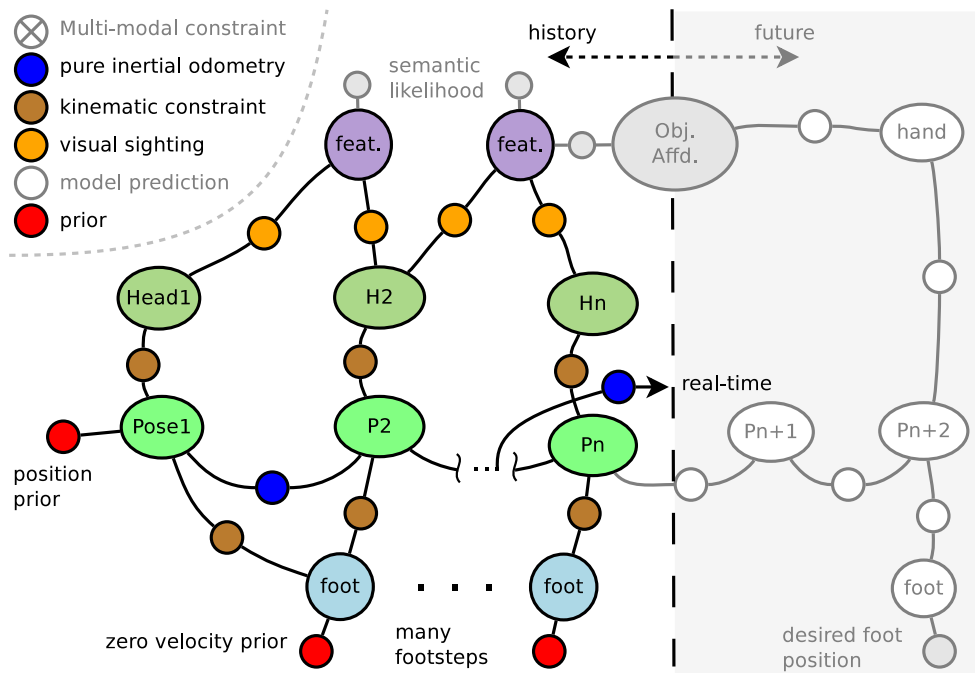 Multi-modal constraint
pure inertial odometry
kinematic constraint
visual sighting
model prediction
prior
history
future
semantic
likelihood
feat.
feat.
Obj.
Affd.
hand
Head1
H2
Hn
real-time
Pose1
P2
...
Pn
Pn+1
Pn+2
position
prior
foot
. . . .
foot
foot
zero velocity prior
many
footsteps
desired foot
position